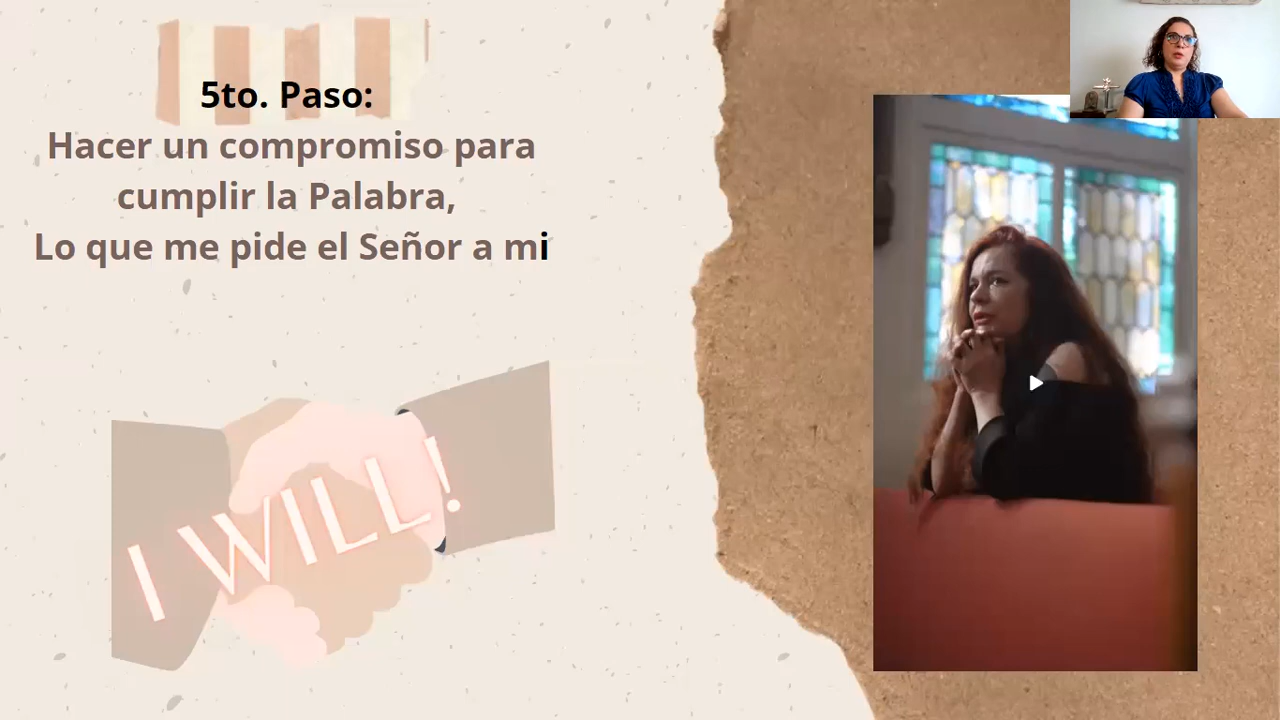 5to. Paso:
Hacer un compromiso para
cumplir la Palabra,
Lo que me pide el Señor a mi
I WILL!